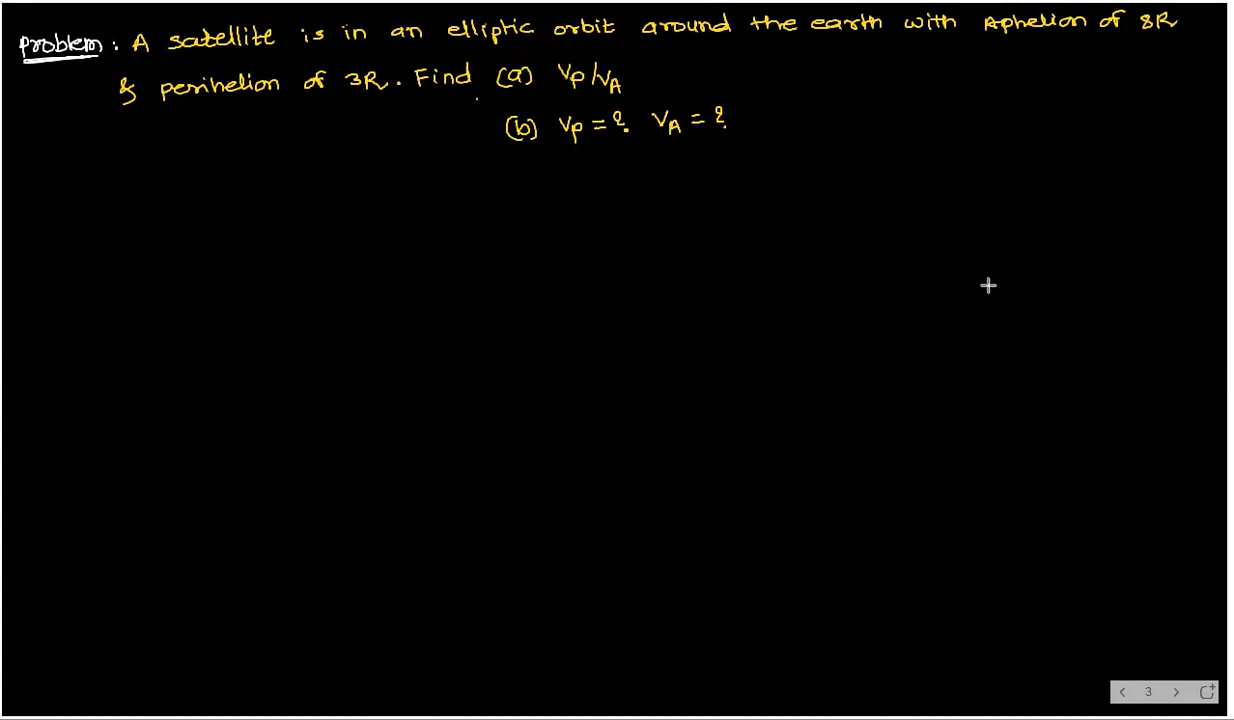 Problem : A satellite is in an elliptic orbit around the earth with Aphelion of 8R
& perihelion of 3R. Find (a) Vp/VA
(b) Vp = ? VA = ?
< 3 >